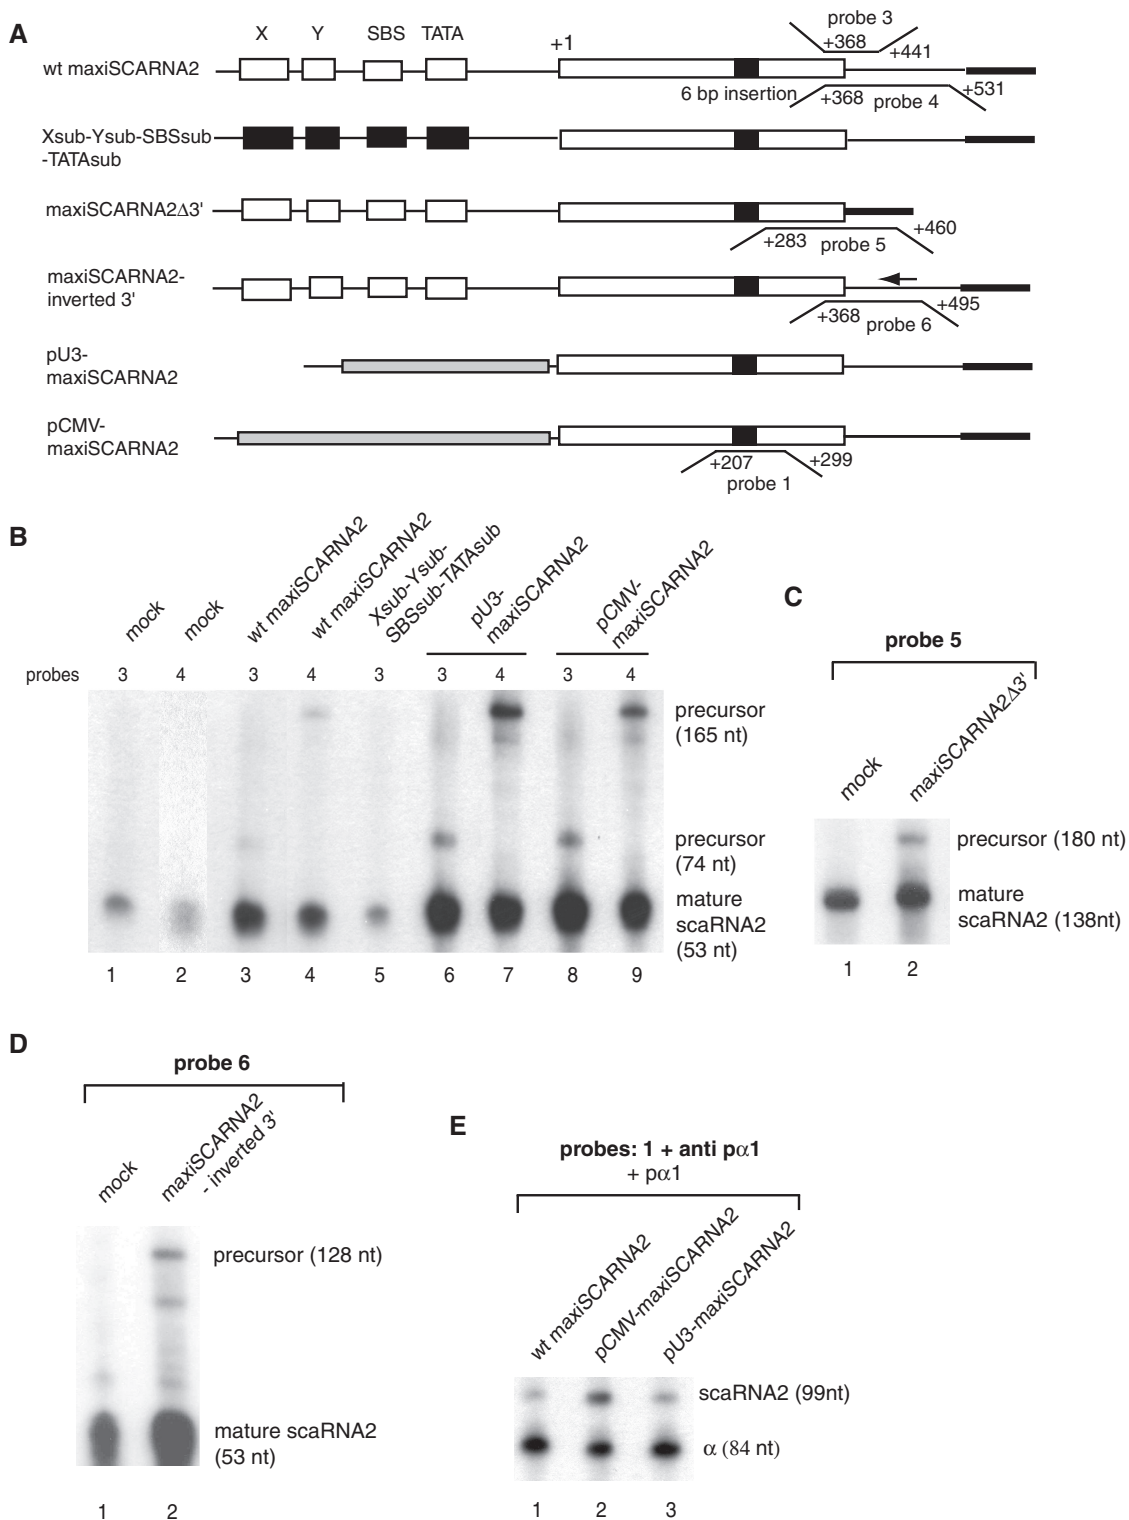 A
X Y SBS TATA
+1
probe 3
+368
+441
wt maxiSCARNA2
6 bp insertion
+368 probe 4
+531
Xsub-Ysub-SBSsub
-TATAsub
maxiSCARNA2Δ3'
+460
+283 probe 5
maxiSCARNA2-
inverted 3'
+495
+368
probe 6
pU3-
maxiSCARNA2
pCMV-
maxiSCARNA2
+207
+299
probe 1
B
mock
mock
wt maxiSCARNA2
wt maxiSCARNA2
Xsub-Ysub-
SBSsub-TATAsub
pU3-
maxiSCARNA2
pCMV-
maxiSCARNA2
probes 3 4 3 4 3 3 4 3 4
precursor
(165 nt)
precursor
(74 nt)
mature
scaRNA2
(53 nt)
1 2 3 4 5 6 7 8 9
C
probe 5
mock
maxiSCARNA2Δ3'
precursor (180 nt)
mature
scaRNA2 (138nt)
1 2
D
probe 6
mock
maxiSCARNA2
- inverted 3'
precursor (128 nt)
mature scaRNA2
(53 nt)
1 2
E
probes: 1 + anti pα1
+ pα1
wt maxiSCARNA2
pCMV-maxiSCARNA2
pU3-maxiSCARNA2
scaRNA2 (99nt)
α (84 nt)
1 2 3